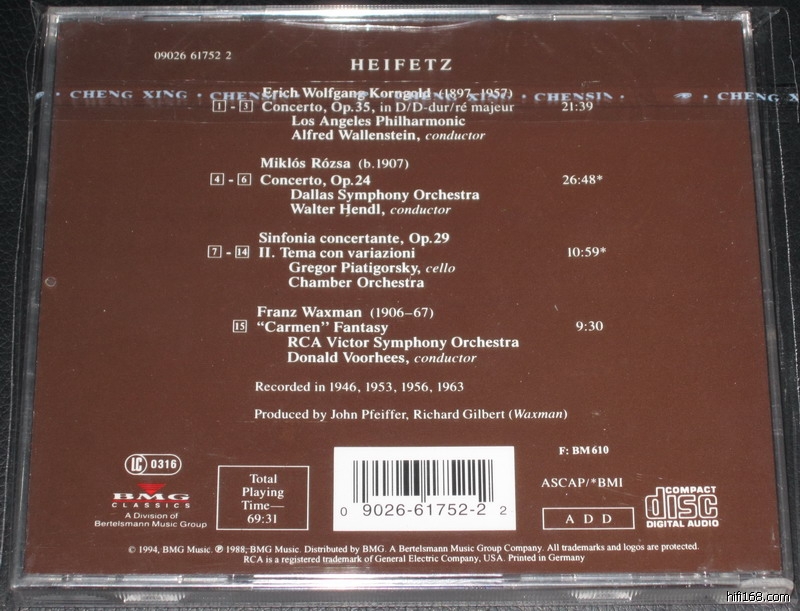 09026 61752 2
HEIFETZ
CHENG XING · CHENSIN · CHENSIN · CHENG X
Erich Wolfgang Korngold (1897-1957)
1 - 3 Concerto, Op.35, in D/D-dur/ré majeur 21:39
Los Angeles Philharmonic
Alfred Wallenstein, conductor
Miklós Rózsa (b.1907)
4 - 6 Concerto, Op.24 26:48*
Dallas Symphony Orchestra
Walter Hendl, conductor
Sinfonia concertante, Op.29
7 - 14 II. Tema con variazioni 10:59*
Gregor Piatigorsky, cello
Chamber Orchestra
Franz Waxman (1906–67)
15 “Carmen” Fantasy 9:30
RCA Victor Symphony Orchestra
Donald Voorhees, conductor
Recorded in 1946, 1953, 1956, 1963
Produced by John Pfeiffer, Richard Gilbert (Waxman)
LC 0316
BMG
CLASSICS
A Division of
Bertelsmann Music Group
Total
Playing
Time—
69:31
0 9026-61752-2 2
F: BM 610
ASCAP/*BMI
A D D
COMPACT
disc
DIGITAL AUDIO
© 1994, BMG Music. ℗ 1988, BMG Music. Distributed by BMG. A Bertelsmann Music Group Company. All trademarks and logos are protected.
RCA is a registered trademark of General Electric Company, USA. Printed in Germany
hifi168.com